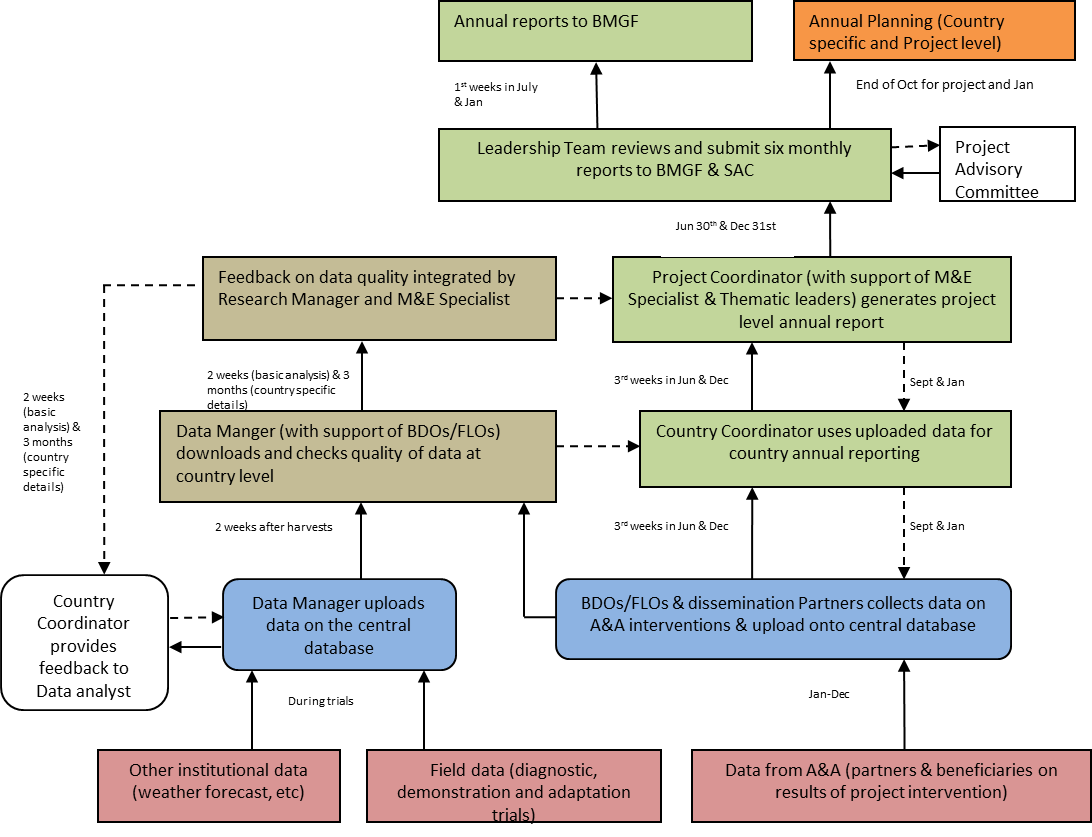 Annual reports to BMGF
Annual Planning (Country
specific and Project level)
1st weeks in July
& Jan
End of Oct for project and Jan
Leadership Team reviews and submit six monthly
reports to BMGF & SAC
Project
Advisory
Committee
Jun 30th & Dec 31st
Feedback on data quality integrated by
Research Manager and M&E Specialist
Project Coordinator (with support of M&E
Specialist & Thematic leaders) generates project
level annual report
2 weeks (basic analysis) & 3
months (country specific
details)
3rd weeks in Jun & Dec
Sept & Jan
2 weeks
(basic
analysis) &
3 months
(country
specific
details)
Data Manger (with support of BDOs/FLOs)
downloads and checks quality of data at
country level
Country Coordinator uses uploaded data for
country annual reporting
2 weeks after harvests
3rd weeks in Jun & Dec
Sept & Jan
Country
Coordinator
provides
feedback to
Data analyst
Data Manager uploads
data on the central
database
BDOs/FLOs & dissemination Partners collects data on
A&A interventions & upload onto central database
During trials
Jan-Dec
Other institutional data
(weather forecast, etc)
Field data (diagnostic,
demonstration and adaptation
trials)
Data from A&A (partners & beneficiaries on
results of project intervention)